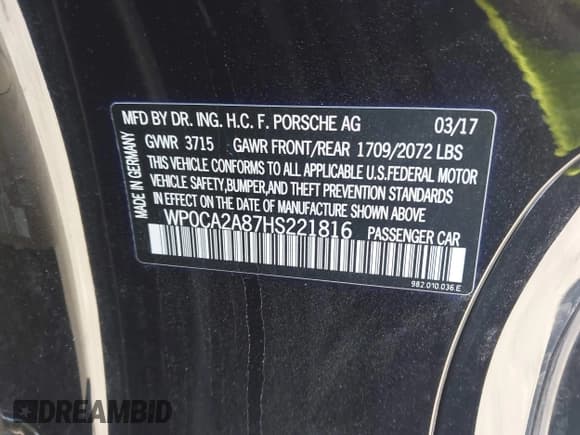 MFD BY DR. ING. H.C. F. PORSCHE AG 03/17
GVWR 3715 GAWR FRONT/REAR 1709/2072 LBS
THIS VEHICLE CONFORMS TO ALL APPLICABLE U.S.FEDERAL MOTOR
VEHICLE SAFETY,BUMPER,AND THEFT PREVENTION STANDARDS
IN EFFECT ON THE DATE OF MANUFACTURE SHOWN ABOVE
WP0CA2A87HS221816 PASSENGER CAR
982.010.036.E
MADE IN GERMANY
DREAMBID